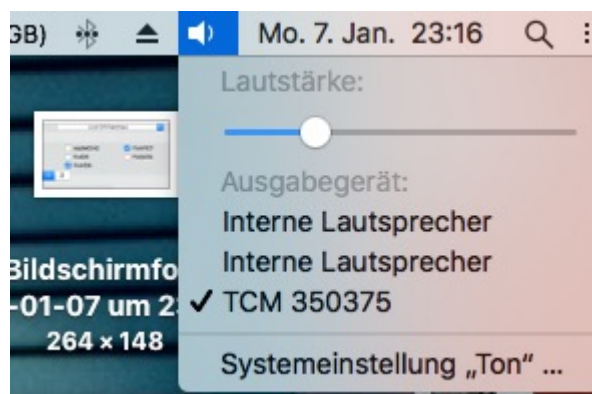 GB) Mo. 7. Jan. 23:16
Lautstärke:
Ausgabegerät:
Interne Lautsprecher
Interne Lautsprecher
TCM 350375
Systemeinstellung „Ton“ ...
Bildschirmfo
-01-07 um 2
264 × 148